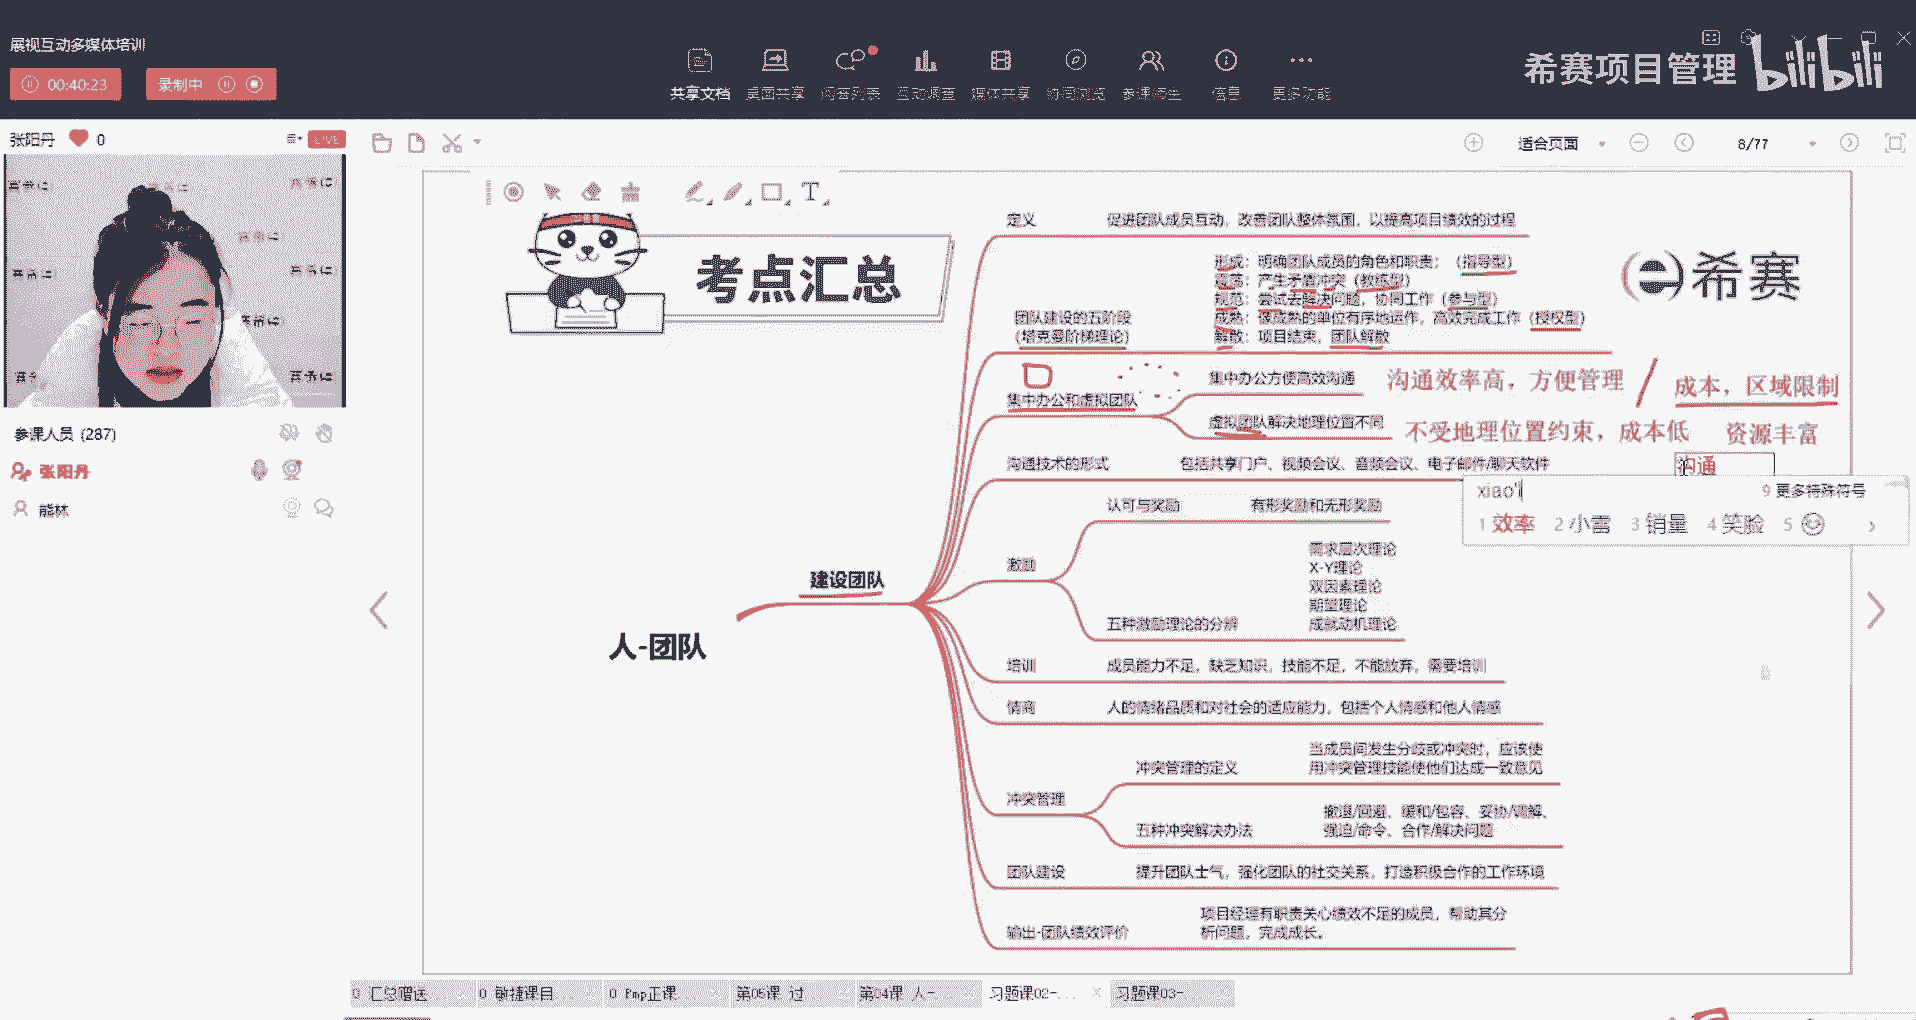 展视互动多媒体培训
00:40:23
录制中
共享文档
桌面共享
问答列表
互动调查
媒体共享
协同浏览
参课师生
信息
更多功能
希赛项目管理
bilibili
张阳丹
0
LIVE
适合页面
8/77
参课人员 (287)
张阳丹
熊林
T
考点汇总
希赛
人-团队
建设团队
定义
促进团队成员互动，改善团队整体氛围，以提高项目绩效的过程
团队建设的五阶段
（塔克曼阶梯理论）
形成：明确团队成员的角色和职责；（指导型）
震荡：产生矛盾冲突（教练型）
规范：尝试去解决问题，协同工作（参与型）
成熟：像成熟的单位有序地运作，高效完成工作（授权型）
解散：项目结束，团队解散
集中办公和虚拟团队
集中办公方便高效沟通
沟通效率高，方便管理
成本，区域限制
虚拟团队解决地理位置不同
不受地理位置约束，成本低
资源丰富
沟通
xiao'l
9 更多特殊符号
1 效率 2 小雪 3 销量 4 笑脸 5
沟通技术的形式
包括共享门户、视频会议、音频会议、电子邮件/聊天软件
激励
认可与奖励
有形奖励和无形奖励
五种激励理论的分辨
需求层次理论
X-Y理论
双因素理论
期望理论
成就动机理论
培训
成员能力不足，缺乏知识，技能不足，不能放弃，需要培训
情商
人的情绪品质和对社会的适应能力，包括个人情感和他人情感
冲突管理
冲突管理的定义
当成员间发生分歧或冲突时，应该使
用冲突管理技能使他们达成一致意见
五种冲突解决办法
撤退/回避、缓和/包容、妥协/调解、
强迫/命令、合作/解决问题
团队建设
提升团队士气，强化团队的社交关系，打造积极合作的工作环境
输出-团队绩效评价
项目经理有职责关心绩效不足的成员，帮助其分
析问题，完成成长。
0 汇总赠送...
0 敏捷课目...
0 Pmp正课...
第05课 过...
第04课 人-...
习题课02-...
习题课03-...